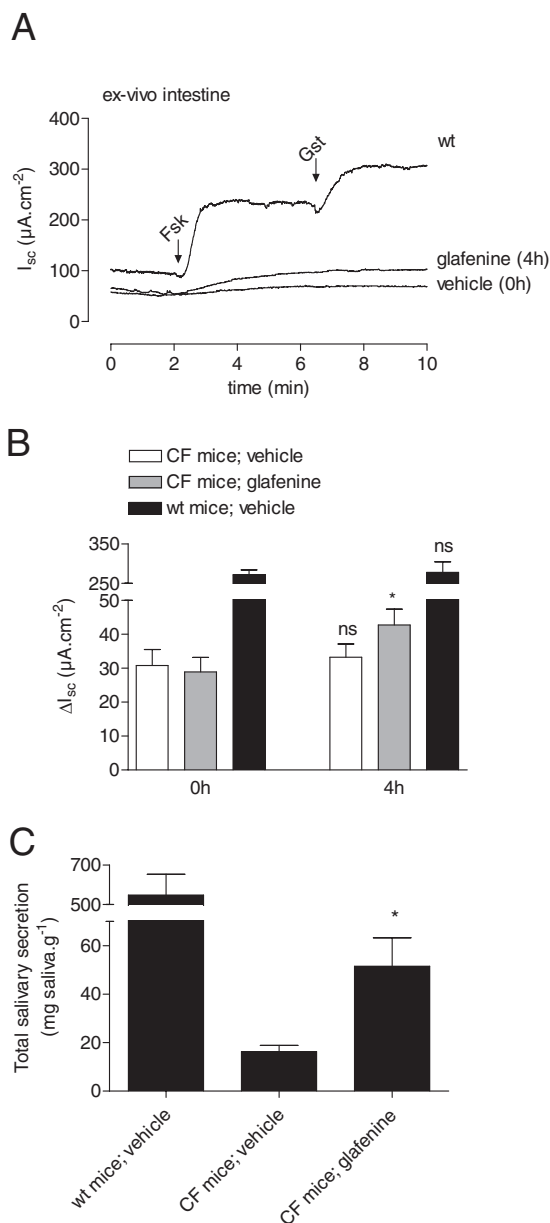 A
ex-vivo intestine
400
300
200
100
0
Isc (µA.cm-2)
Fsk
Gst
wt
glafenine (4h)
vehicle (0h)
0 2 4 6 8 10
time (min)
B
CF mice; vehicle
CF mice; glafenine
wt mice; vehicle
350
250
50
40
30
20
10
0
ΔIsc (µA.cm-2)
ns
*
ns
0h 4h
C
700
500
60
40
20
0
Total salivary secretion
(mg saliva.g-1)
*
wt mice; vehicle
CF mice; vehicle
CF mice; glafenine